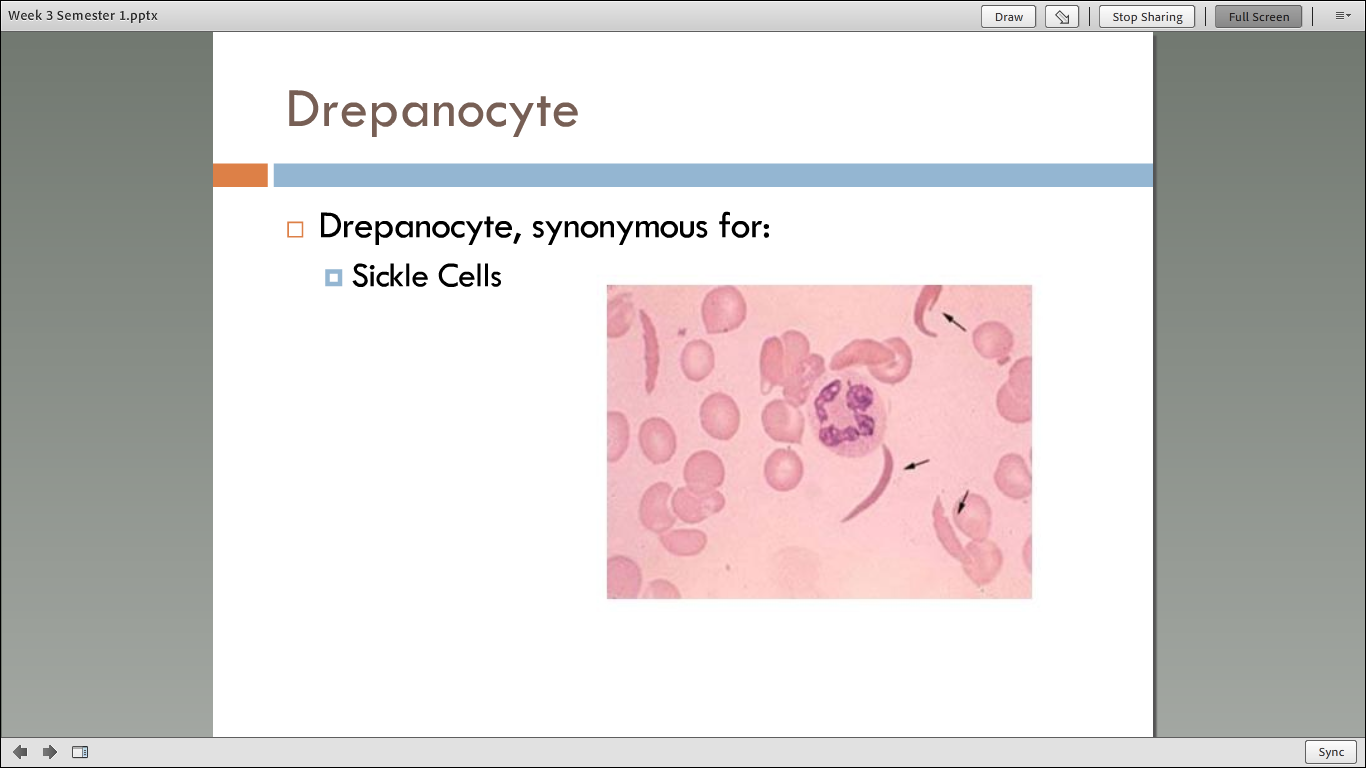 Week 3 Semester 1.pptx
Draw
Stop Sharing
Full Screen
Drepanocyte
Drepanocyte, synonymous for:
Sickle Cells
Sync